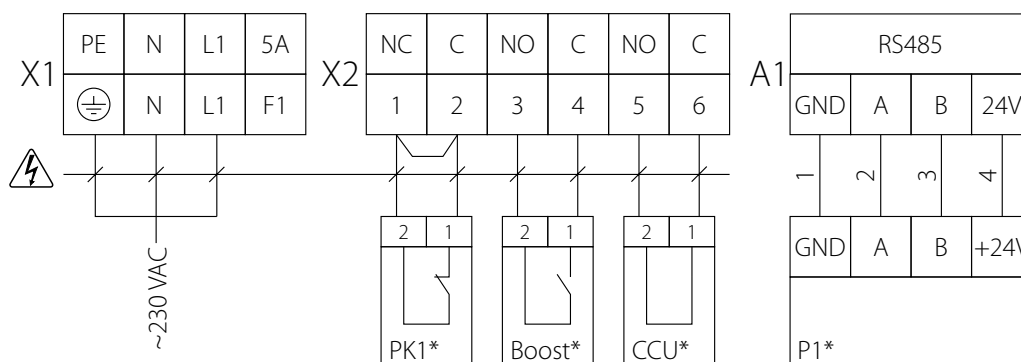 X1
PE N L1 5A
N L1 F1
~230 VAC
X2
NC C NO C NO C
1 2 3 4 5 6
2 1
PK1*
2 1
Boost*
2 1
CCU*
A1
RS485
GND A B 24V
1 2 3 4
GND A B +24V
P1*